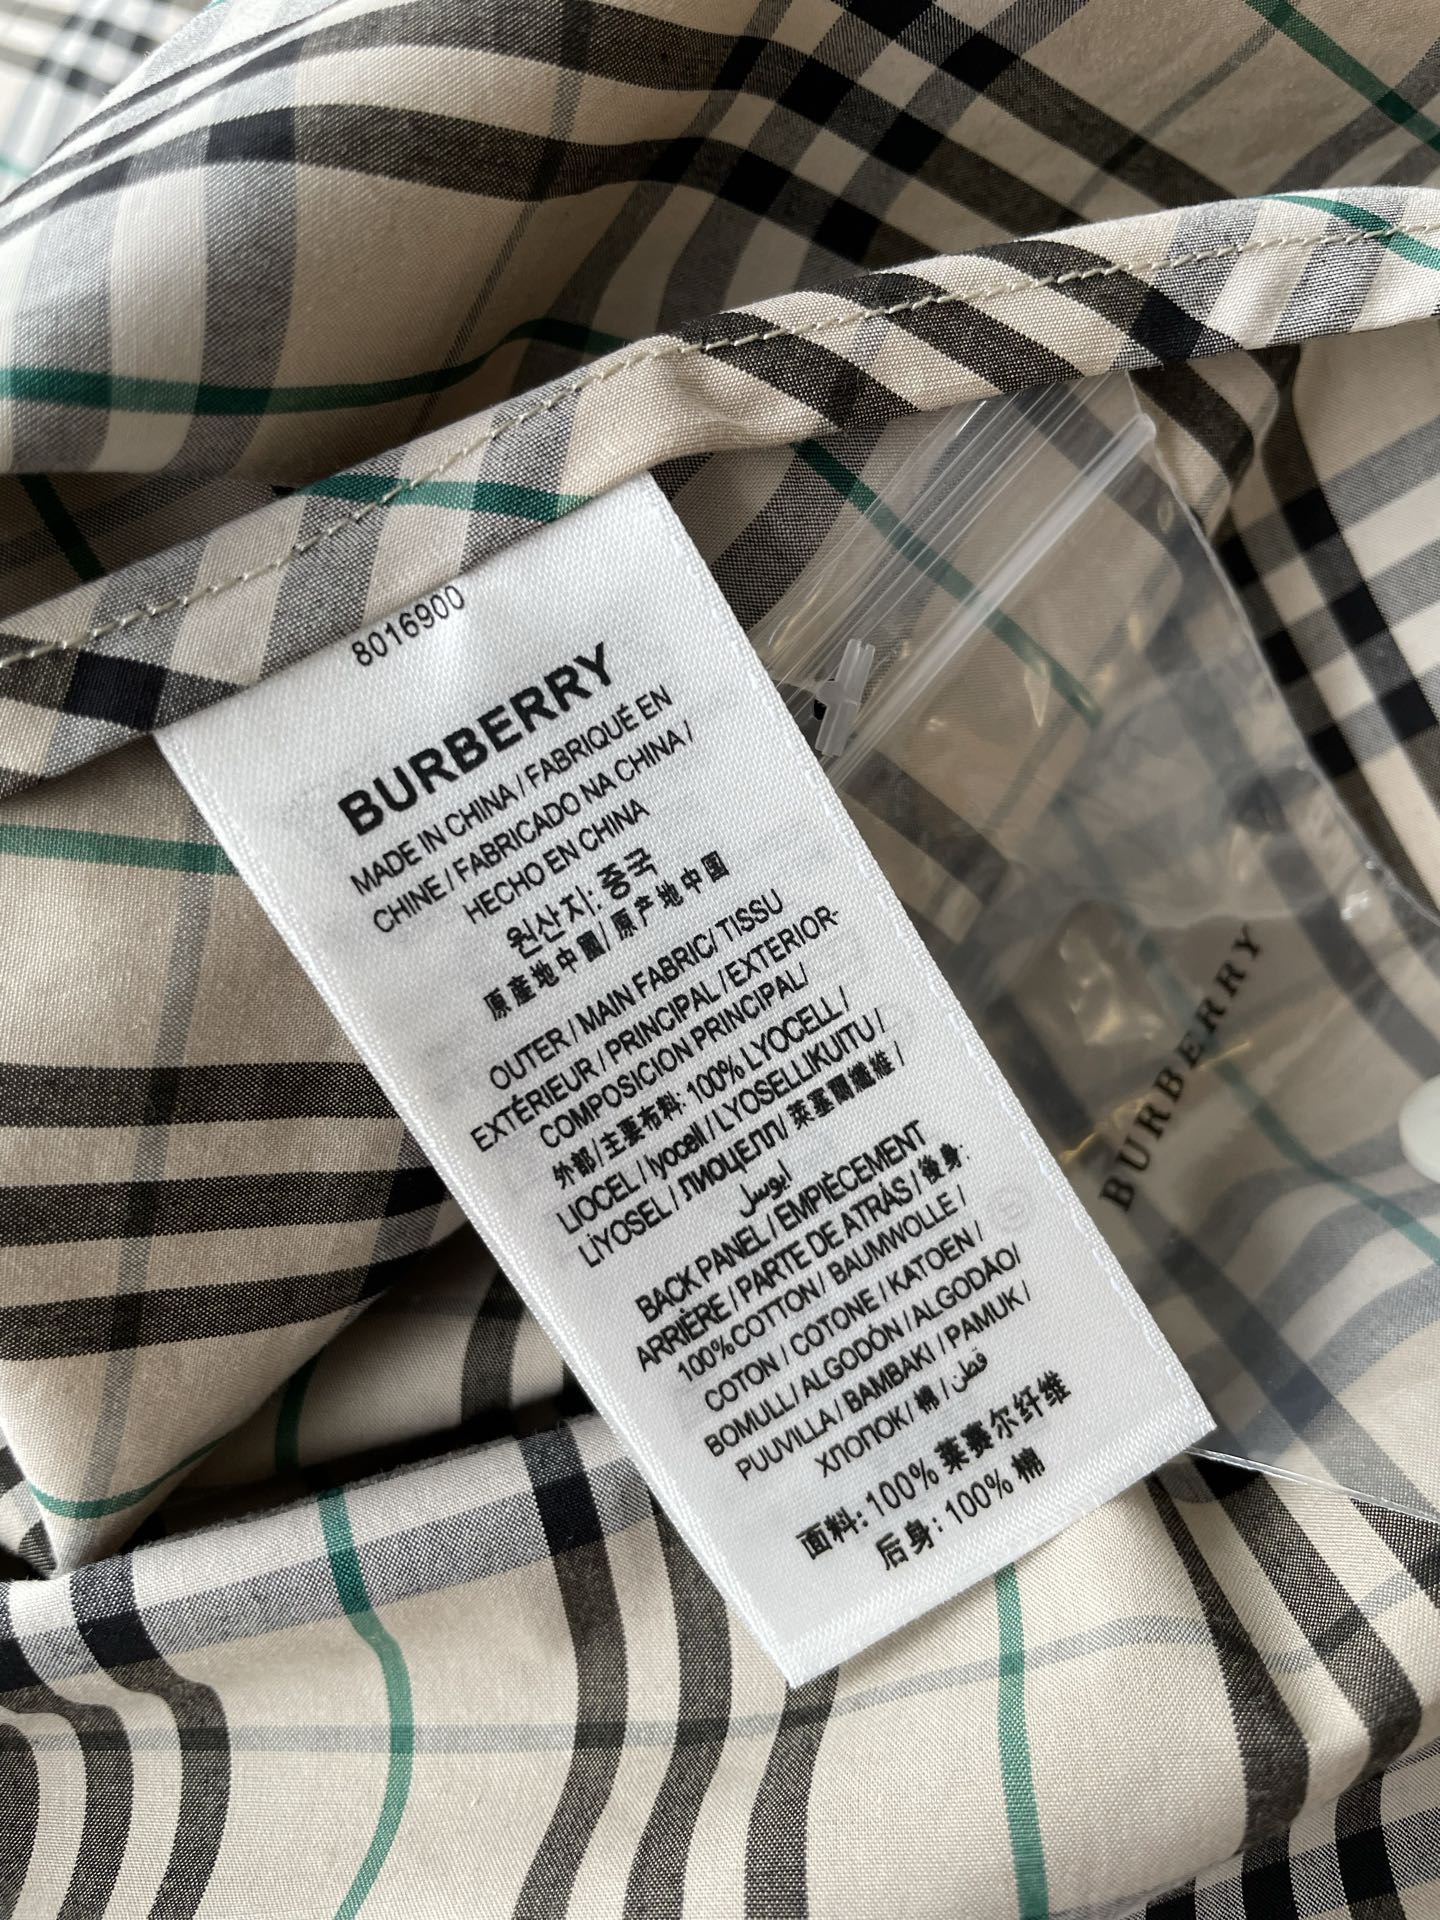 8016900
BURBERRY
MADE IN CHINA / FABRIQUÉ EN
CHINE / FABRICADO NA CHINA /
HECHO EN CHINA
원산지: 중국
原產地中國/ 原产地中国
OUTER / MAIN FABRIC/ TISSU
EXTÉRIEUR / PRINCIPAL / EXTERIOR-
COMPOSICION PRINCIPAL/
外部/主要布料: 100% LYOCELL /
LIOCEL / lyocell / LYOSELLIKUITU /
LİYOSEL / ЛИОЦЕЛЛ/ 萊塞爾纖維 /
ليوسل
BACK PANEL / EMPIÈCEMENT
ARRIÈRE / PARTE DE ATRÀS / 後身:
100%COTTON / BAUMWOLLE /
COTON / COTONE / KATOEN /
BOMULL/ ALGODÓN / ALGODÃO/
PUUVILLA / BAMBAKI / PAMUK /
ХЛОПОК/ 棉 / قطن
面料: 100% 莱赛尔纤维
后身: 100% 棉
BURBERRY